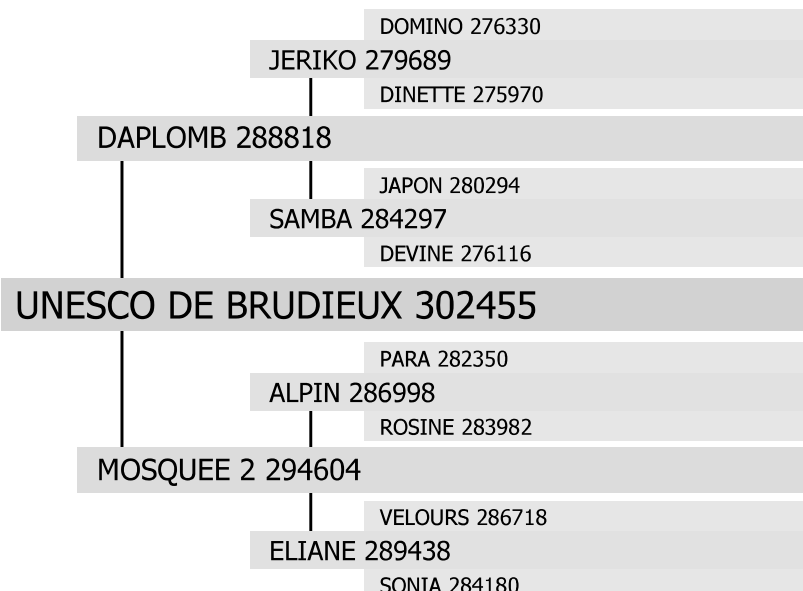 DOMINO 276330
JERIKO 279689
DINETTE 275970
DAPLOMB 288818
JAPON 280294
SAMBA 284297
DEVINE 276116
UNESCO DE BRUDIEUX 302455
PARA 282350
ALPIN 286998
ROSINE 283982
MOSQUEE 2 294604
VELOURS 286718
ELIANE 289438
SONIA 284180